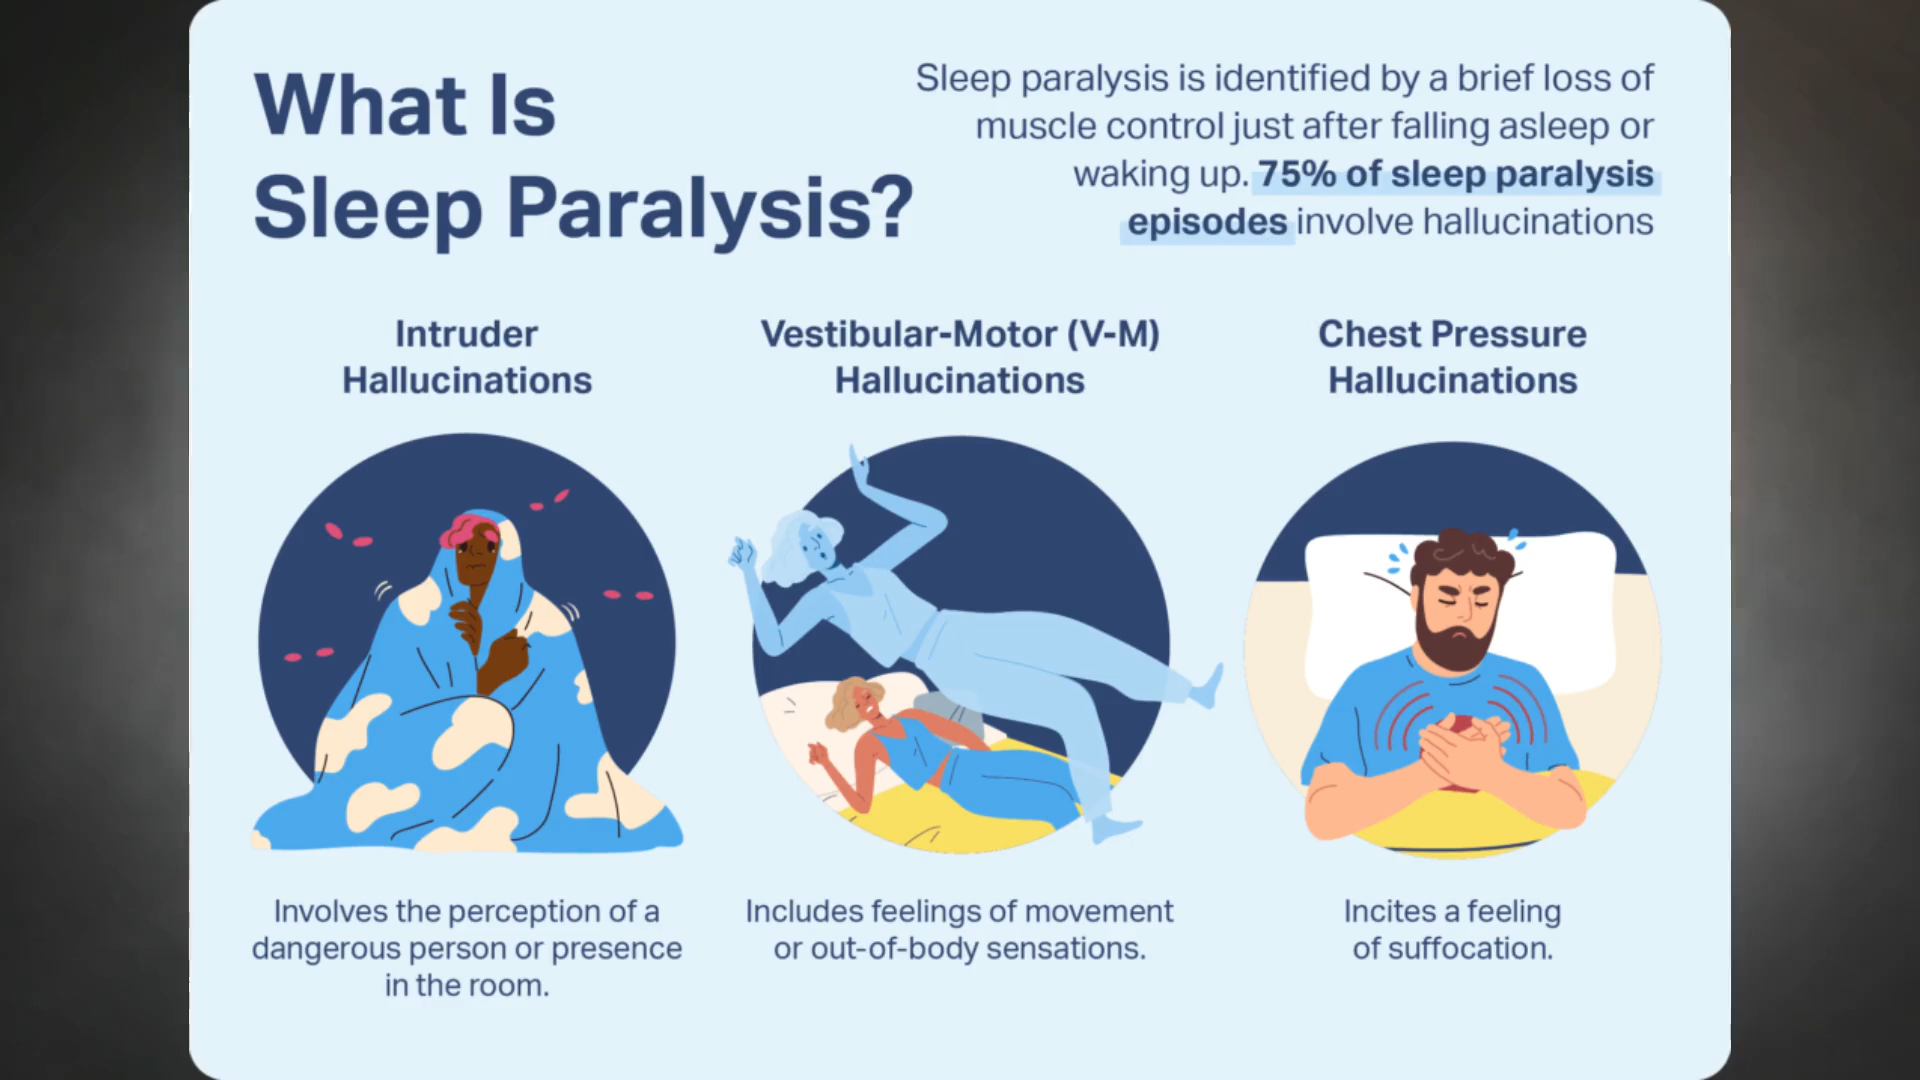 What Is
Sleep Paralysis?
Sleep paralysis is identified by a brief loss of
muscle control just after falling asleep or
waking up. 75% of sleep paralysis
episodes involve hallucinations
Intruder
Hallucinations
Involves the perception of a
dangerous person or presence
in the room.
Vestibular-Motor (V-M)
Hallucinations
Includes feelings of movement
or out-of-body sensations.
Chest Pressure
Hallucinations
Incites a feeling
of suffocation.